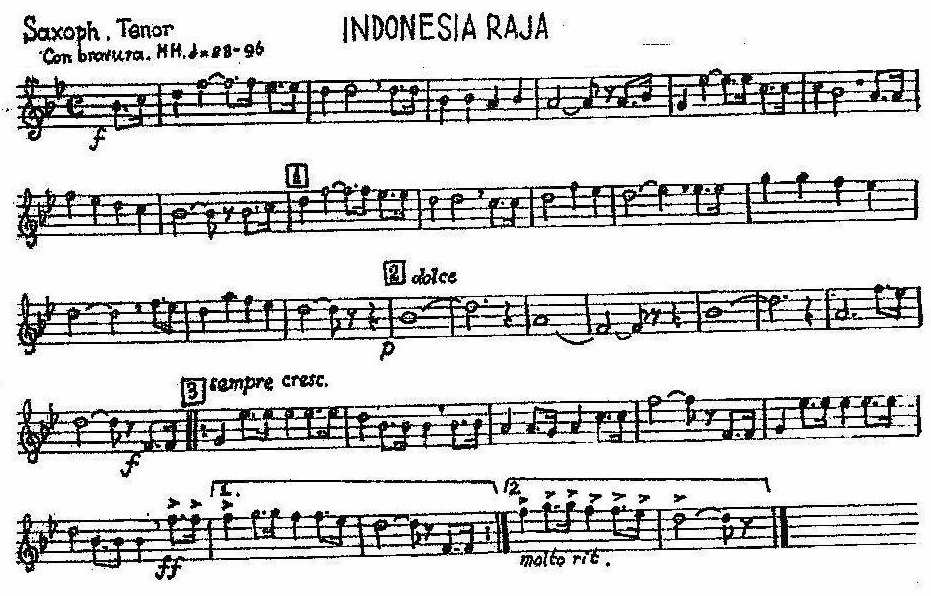 Saxoph. Tenor
INDONESIA RAJA
Con bravura. MM. ♩=88-96
f
1
2 dolce
p
3 sempre cresc.
f
1.
2.
ff
molto rit.